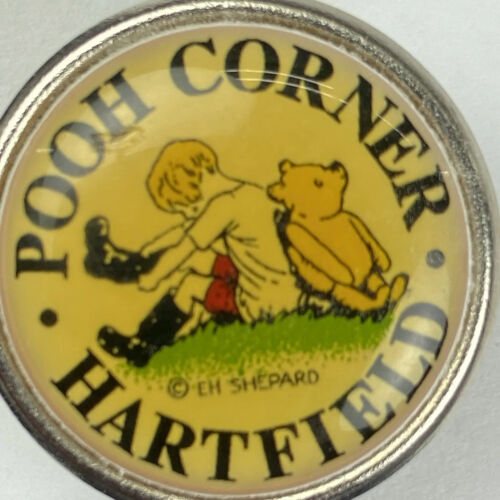 POOH CORNER
© EH SHEPARD
• HARTFIELD •